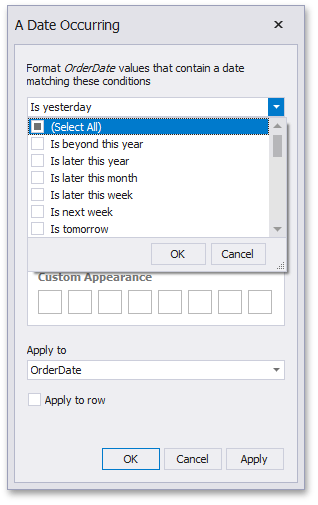 A Date Occurring
Format OrderDate values that contain a date
matching these conditions
Is yesterday
(Select All)
Is beyond this year
Is later this year
Is later this month
Is later this week
Is next week
Is tomorrow
OK Cancel
Custom Appearance
Apply to
OrderDate
Apply to row
OK Cancel Apply